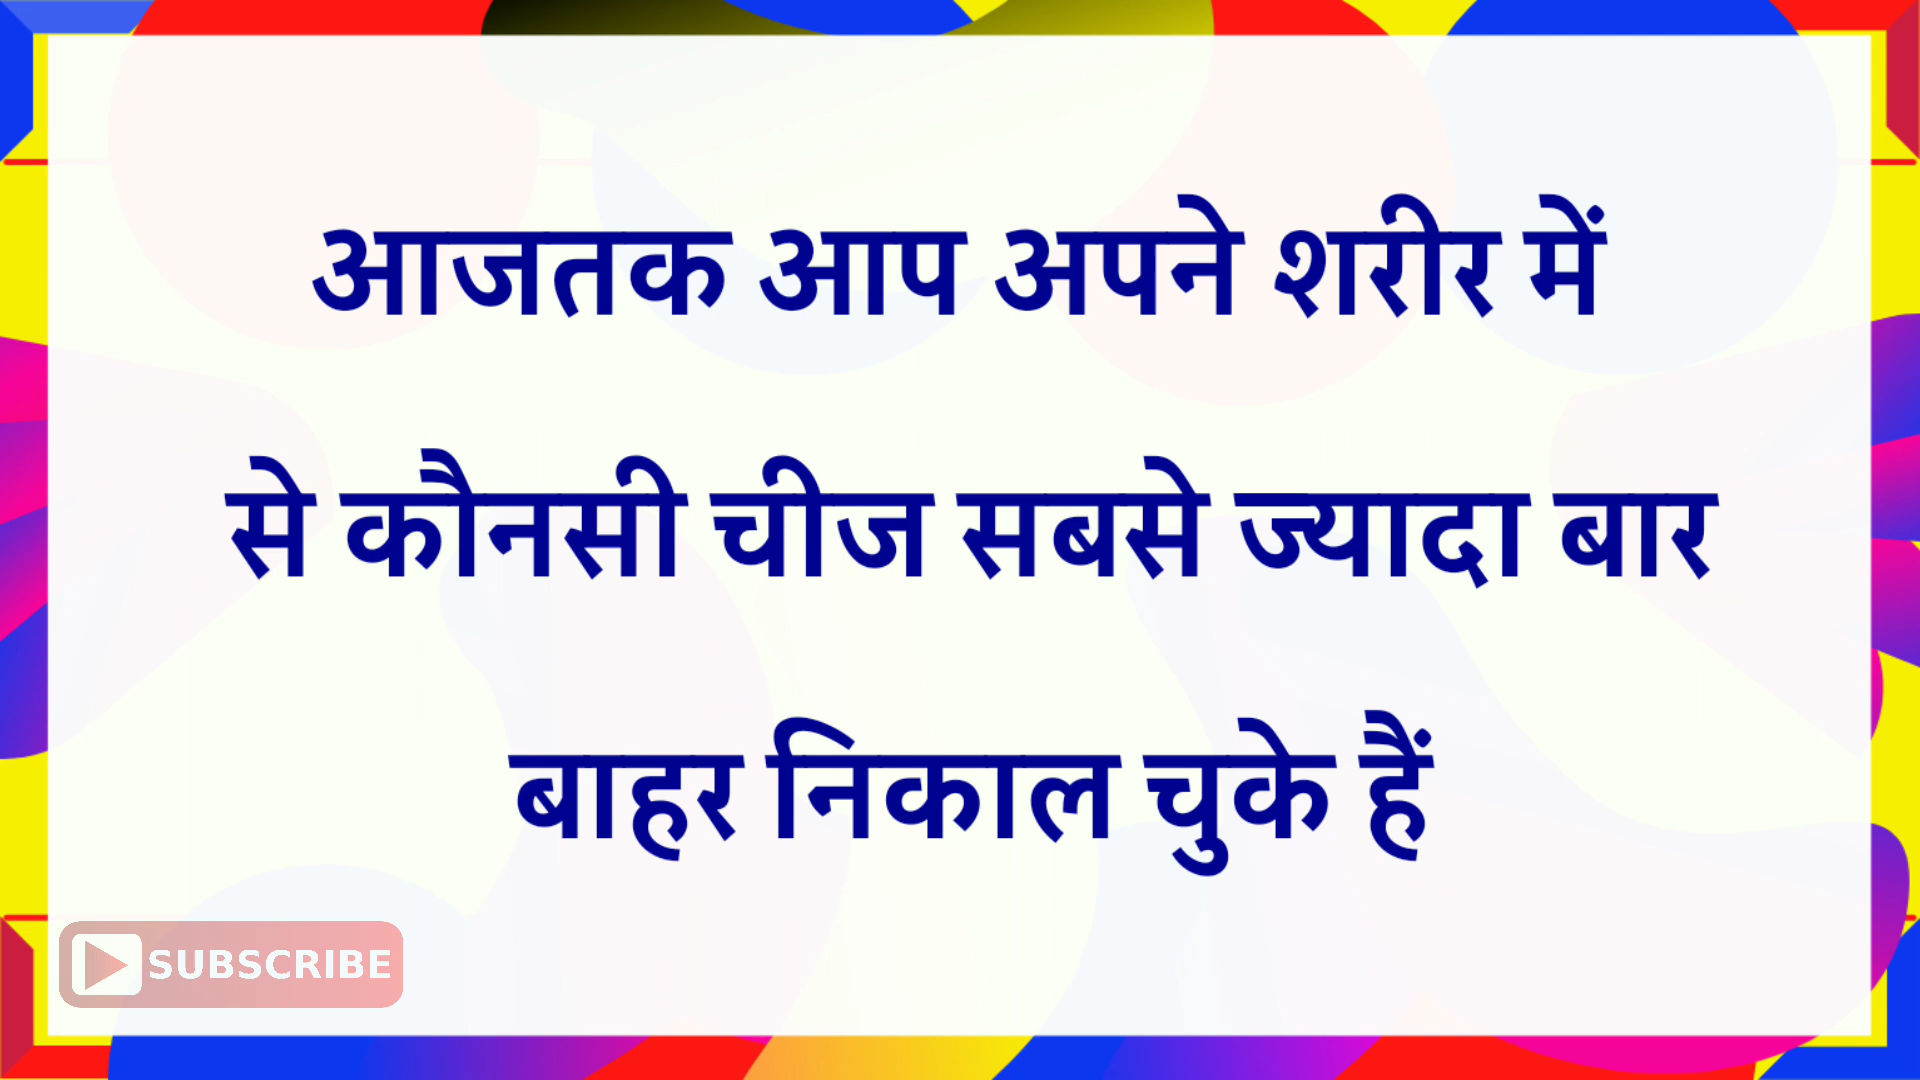 आजतक आप अपने शरीर में
से कौनसी चीज सबसे ज्यादा बार
बाहर निकाल चुके हैं
SUBSCRIBE